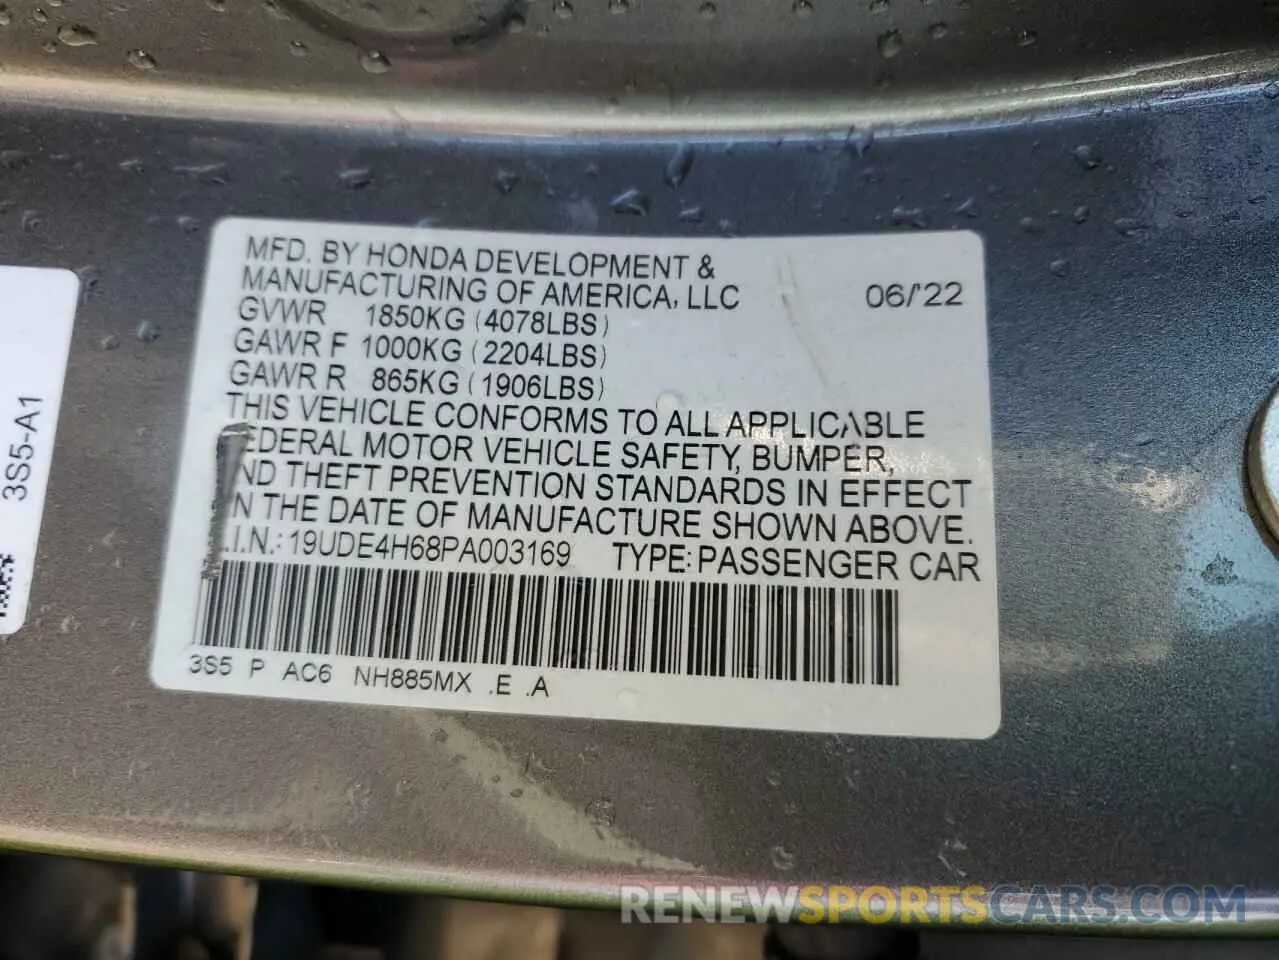 MFD. BY HONDA DEVELOPMENT &
MANUFACTURING OF AMERICA, LLC 06/'22
GVWR 1850KG (4078LBS)
GAWR F 1000KG (2204LBS)
GAWR R 865KG (1906LBS)
THIS VEHICLE CONFORMS TO ALL APPLICABLE
EDERAL MOTOR VEHICLE SAFETY, BUMPER,
ND THEFT PREVENTION STANDARDS IN EFFECT
N THE DATE OF MANUFACTURE SHOWN ABOVE.
.I.N.: 19UDE4H68PA003169 TYPE: PASSENGER CAR
3S5 P AC6 NH885MX .E .A
3S5-A1
RENEWSPORTSCARS.COM